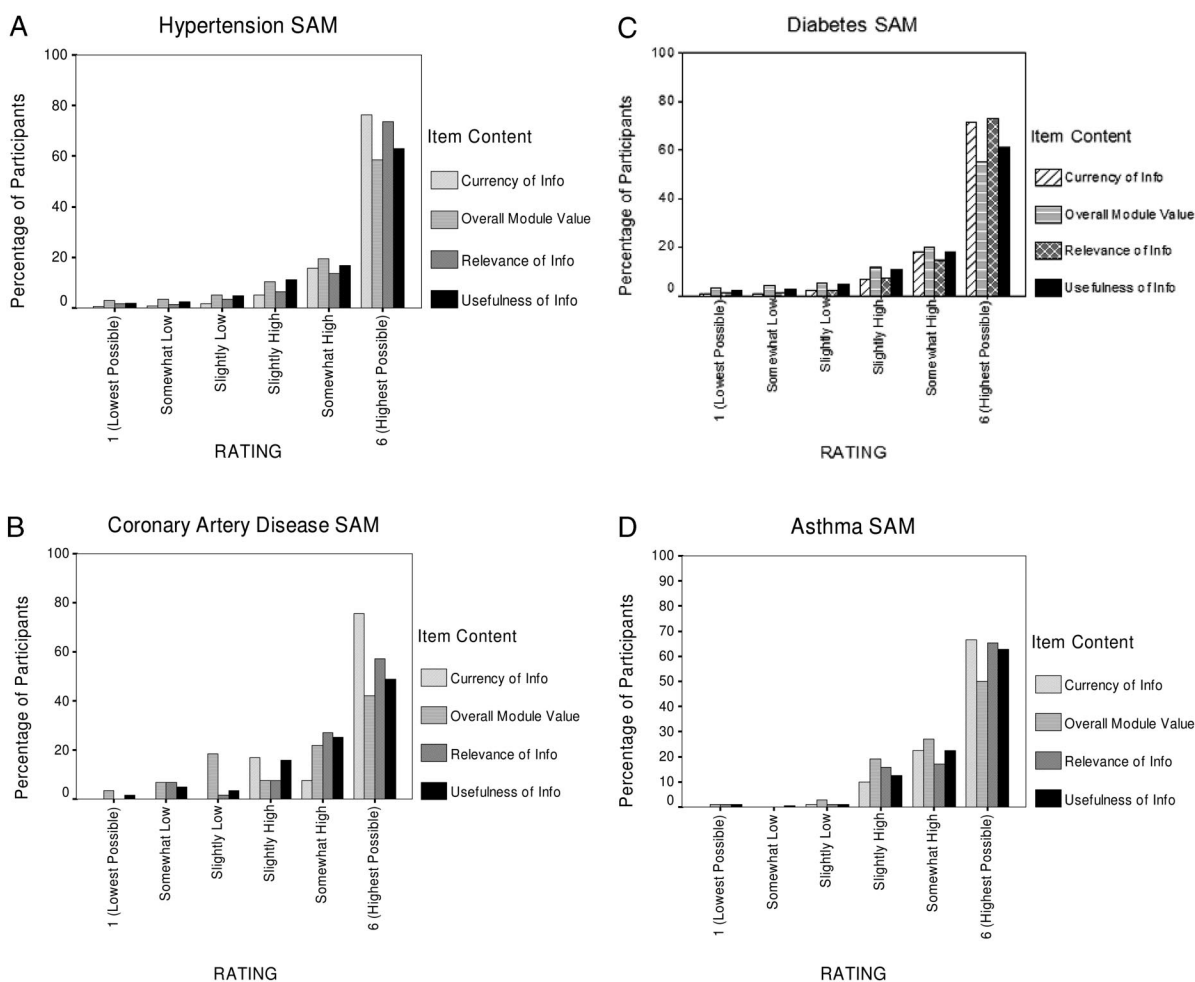 A
Hypertension SAM
Percentage of Participants
100
80
60
40
20
0
1 (Lowest Possible)
Somewhat Low
Slightly Low
Slightly High
Somewhat High
6 (Highest Possible)
RATING
Item Content
Currency of Info
Overall Module Value
Relevance of Info
Usefulness of Info
C
Diabetes SAM
Percentage of Participants
100
80
60
40
20
0
1 (Lowest Possible)
Somewhat Low
Slightly Low
Slightly High
Somewhat High
6 (Highest Possible)
RATING
Item Content
Currency of Info
Overall Module Value
Relevance of Info
Usefulness of Info
B
Coronary Artery Disease SAM
Percentage of Participants
100
80
60
40
20
0
1 (Lowest Possible)
Somewhat Low
Slightly Low
Slightly High
Somewhat High
6 (Highest Possible)
RATING
Item Content
Currency of Info
Overall Module Value
Relevance of Info
Usefulness of Info
D
Asthma SAM
Percentage of Participants
100
90
80
70
60
50
40
30
20
10
0
1 (Lowest Possible)
Somewhat Low
Slightly Low
Slightly High
Somewhat High
6 (Highest Possible)
RATING
Item Content
Currency of Info
Overall Module Value
Relevance of Info
Usefulness of Info